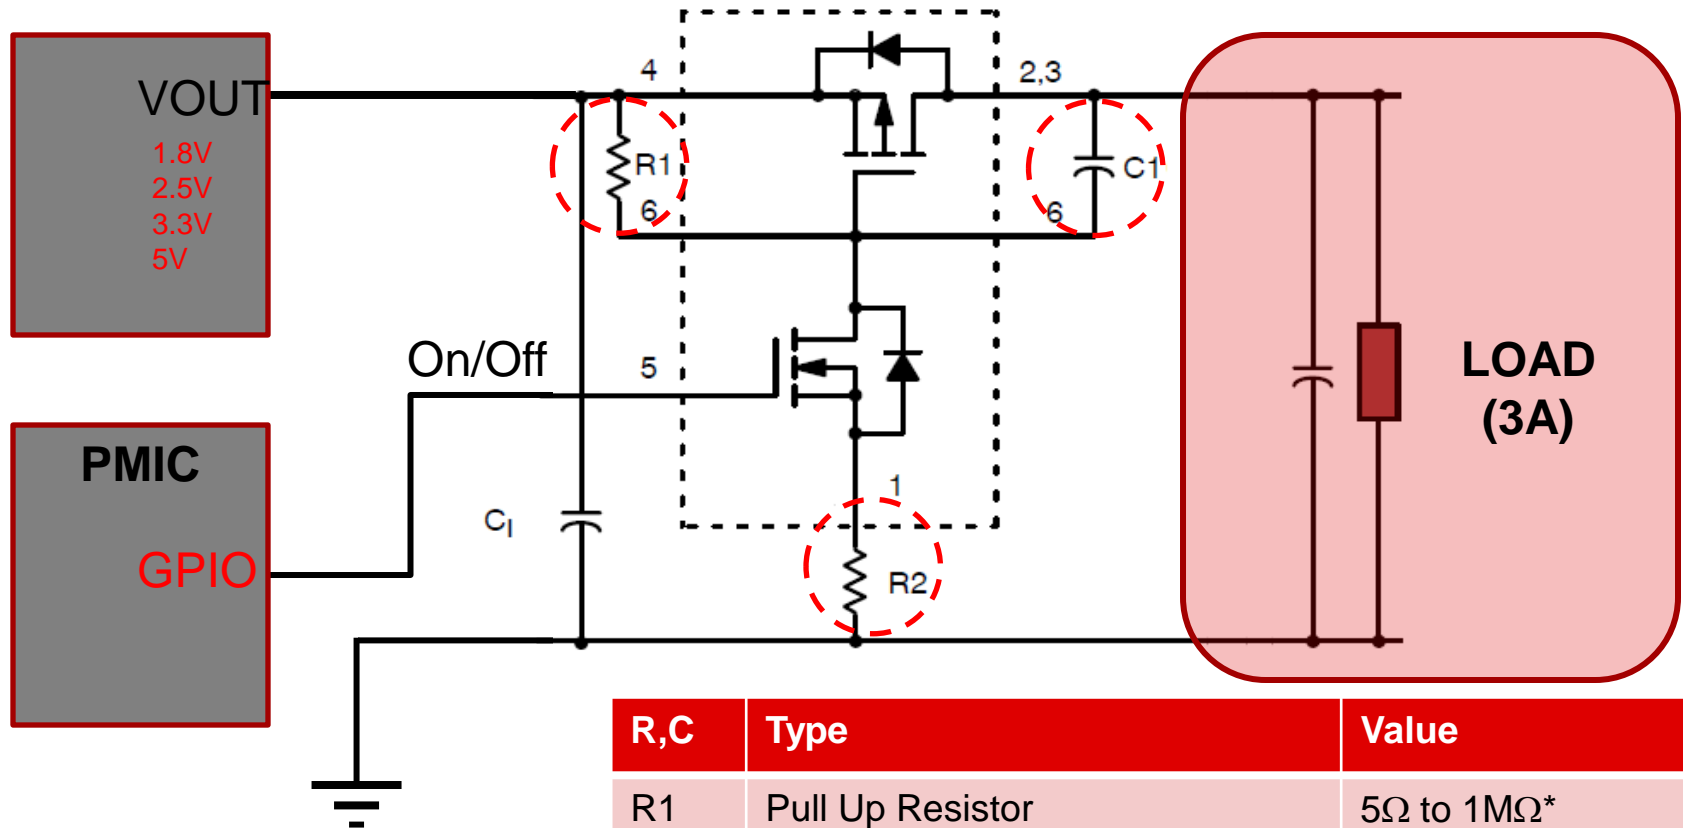 VOUT
1.8V
2.5V
3.3V
5V
4
2,3
R1
C1
6
6
On/Off
5
LOAD
(3A)
PMIC
1
CI
GPIO
R2
R,C Type Value
R1 Pull Up Resistor 5Ω to 1MΩ*